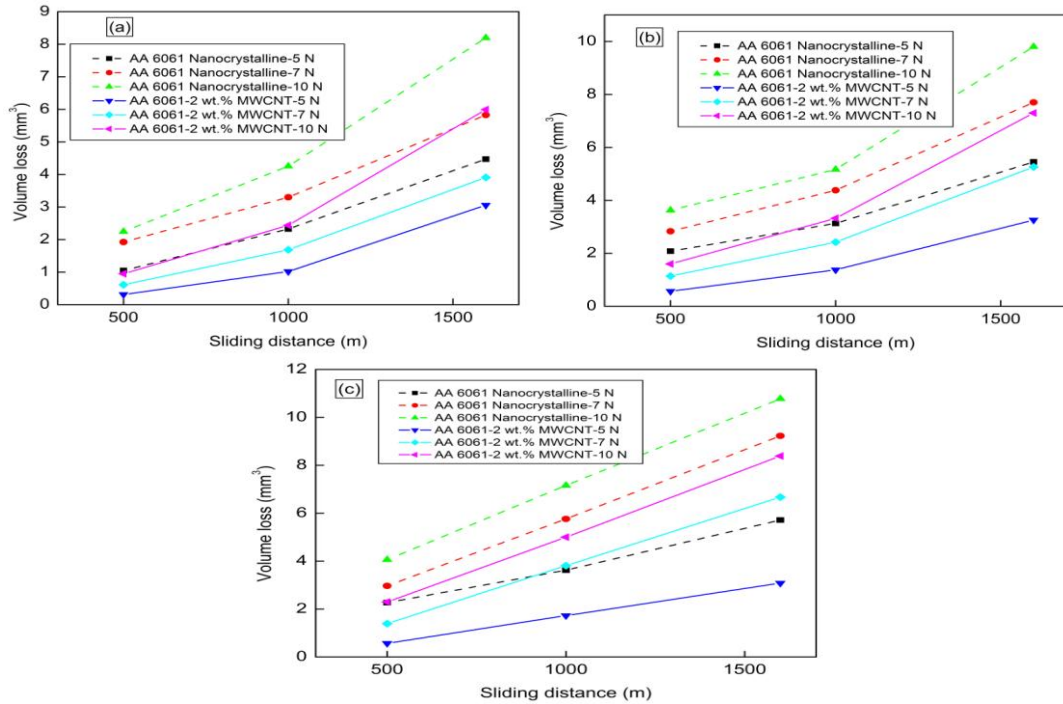 (a)
AA 6061 Nanocrystalline-5 N
AA 6061 Nanocrystalline-7 N
AA 6061 Nanocrystalline-10 N
AA 6061-2 wt.% MWCNT-5 N
AA 6061-2 wt.% MWCNT-7 N
AA 6061-2 wt.% MWCNT-10 N
Volume loss (mm³)
9
8
7
6
5
4
3
2
1
0
500
1000
1500
Sliding distance (m)
(b)
AA 6061 Nanocrystalline-5 N
AA 6061 Nanocrystalline-7 N
AA 6061 Nanocrystalline-10 N
AA 6061-2 wt.% MWCNT-5 N
AA 6061-2 wt.% MWCNT-7 N
AA 6061-2 wt.% MWCNT-10 N
Volume loss (mm³)
10
8
6
4
2
0
500
1000
1500
Sliding distance (m)
(c)
AA 6061 Nanocrystalline-5 N
AA 6061 Nanocrystalline-7 N
AA 6061 Nanocrystalline-10 N
AA 6061-2 wt.% MWCNT-5 N
AA 6061-2 wt.% MWCNT-7 N
AA 6061-2 wt.% MWCNT-10 N
Volume loss (mm³)
12
10
8
6
4
2
0
500
1000
1500
Sliding distance (m)